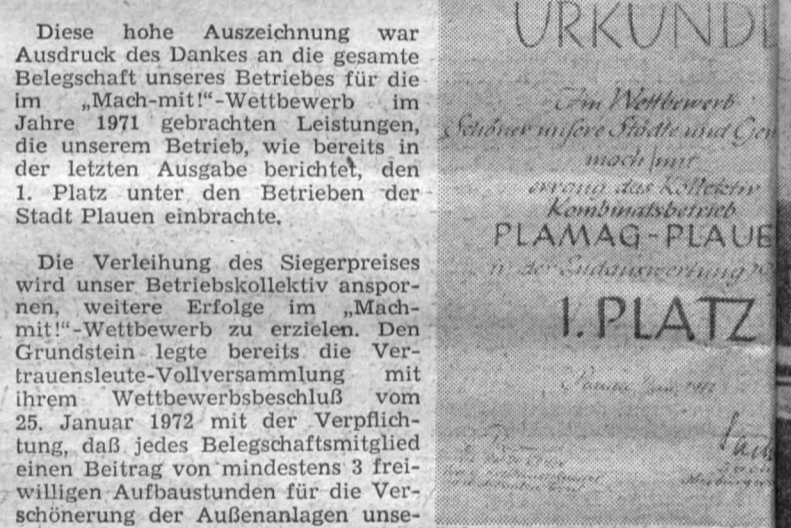 Diese hohe Auszeichnung war
Ausdruck des Dankes an die gesamte
Belegschaft unseres Betriebes für die
im „Mach-mit!“-Wettbewerb im
Jahre 1971 gebrachten Leistungen,
die unserem Betrieb, wie bereits in
der letzten Ausgabe berichtet, den
1. Platz unter den Betrieben der
Stadt Plauen einbrachte.
Die Verleihung des Siegerpreises
wird unser Betriebskollektiv anspor-
nen, weitere Erfolge im „Mach-
mit!“-Wettbewerb zu erzielen. Den
Grundstein legte bereits die Ver-
trauensleute-Vollversammlung mit
ihrem Wettbewerbsbeschluß vom
25. Januar 1972 mit der Verpflich-
tung, daß jedes Belegschaftsmitglied
einen Beitrag von mindestens 3 frei-
willigen Aufbaustunden für die Ver-
schönerung der Außenanlagen unse-
URKUNDE
Im Wettbewerb
Schöner unsere Städte und Gem
mach mit
errang das Kollektiv
Kombinatsbetrieb
PLAMAG-PLAUE
in der Endauswertung
1. PLATZ